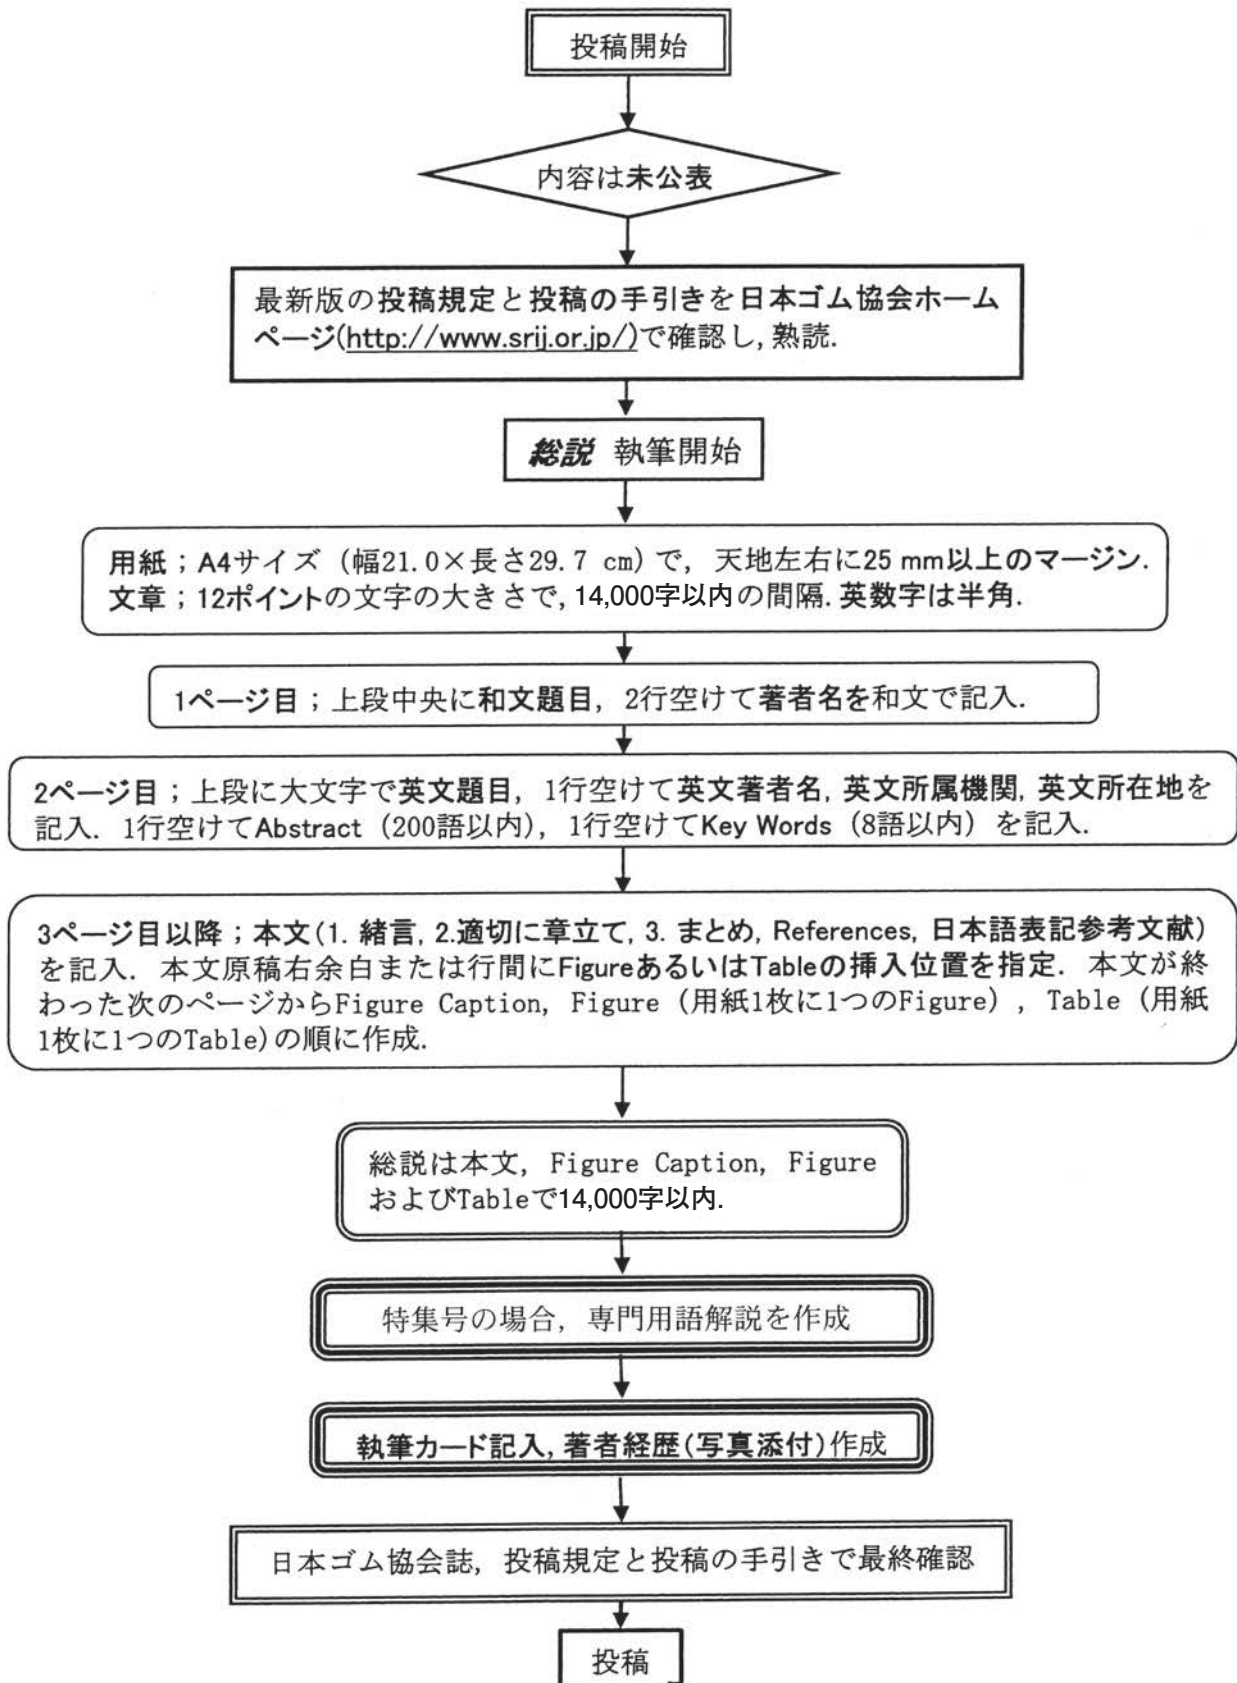 投稿開始
内容は未公表
最新版の投稿規定と投稿の手引きを日本ゴム協会ホーム
ページ(http://www.srij.or.jp/)で確認し,熟読.
総説 執筆開始
用紙；A4サイズ（幅21.0×長さ29.7 cm）で，天地左右に25 mm以上のマージン.
文章；12ポイントの文字の大きさで,14,000字以内の間隔.英数字は半角.
1ページ目；上段中央に和文題目，2行空けて著者名を和文で記入.
2ページ目；上段に大文字で英文題目，1行空けて英文著者名,英文所属機関,英文所在地を
記入．1行空けてAbstract（200語以内），1行空けてKey Words（8語以内）を記入.
3ページ目以降；本文(1. 緒言, 2.適切に章立て, 3. まとめ, References, 日本語表記参考文献)
を記入．本文原稿右余白または行間にFigureあるいはTableの挿入位置を指定．本文が終
わった次のページからFigure Caption, Figure（用紙1枚に1つのFigure）, Table（用紙
1枚に1つのTable)の順に作成.
総説は本文, Figure Caption, Figure
およびTableで14,000字以内.
特集号の場合，専門用語解説を作成
執筆カード記入,著者経歴(写真添付)作成
日本ゴム協会誌，投稿規定と投稿の手引きで最終確認
投稿